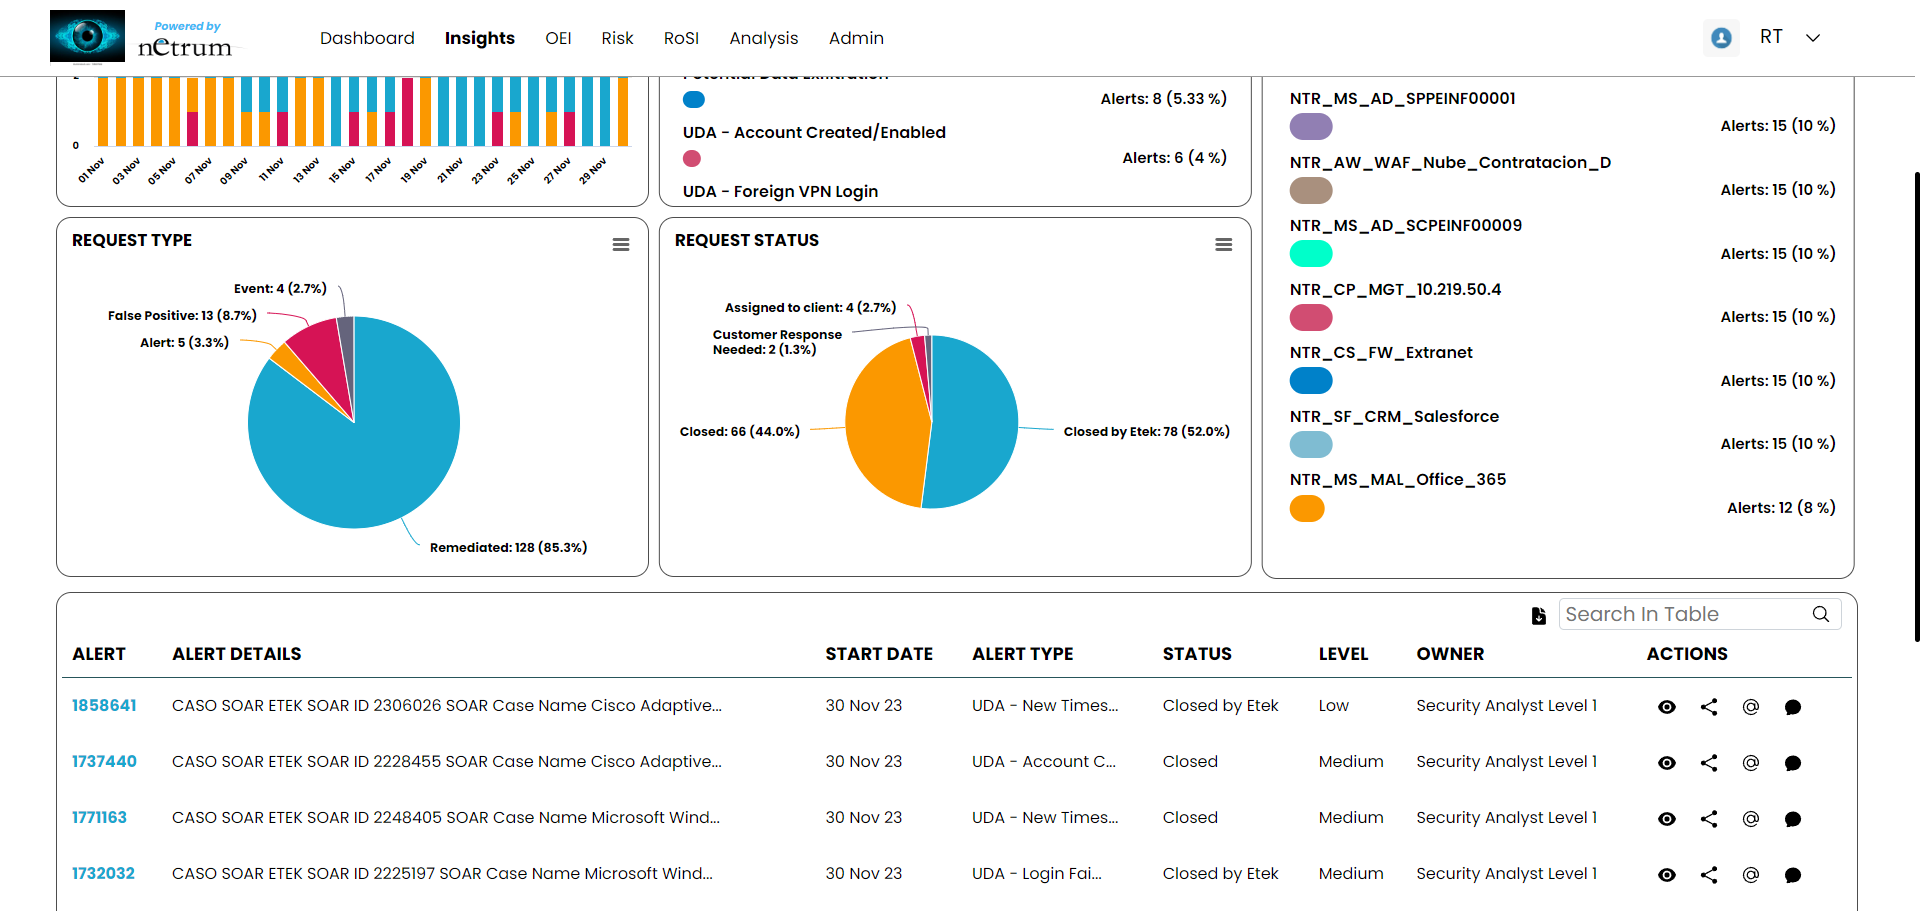 Powered by
netrum
Dashboard
Insights
OEI
Risk
RoSI
Analysis
Admin
RT
0
01 Nov
03 Nov
05 Nov
07 Nov
09 Nov
11 Nov
13 Nov
15 Nov
17 Nov
19 Nov
21 Nov
23 Nov
25 Nov
27 Nov
29 Nov
Potential Data Exfiltration
Alerts: 8 (5.33 %)
UDA - Account Created/Enabled
Alerts: 6 (4 %)
UDA - Foreign VPN Login
NTR_MS_AD_SPPEINF00001
Alerts: 15 (10 %)
NTR_AW_WAF_Nube_Contratacion_D
Alerts: 15 (10 %)
NTR_MS_AD_SCPEINF00009
Alerts: 15 (10 %)
NTR_CP_MGT_10.219.50.4
Alerts: 15 (10 %)
NTR_CS_FW_Extranet
Alerts: 15 (10 %)
NTR_SF_CRM_Salesforce
Alerts: 15 (10 %)
NTR_MS_MAL_Office_365
Alerts: 12 (8 %)
REQUEST TYPE
Event: 4 (2.7%)
False Positive: 13 (8.7%)
Alert: 5 (3.3%)
Remediated: 128 (85.3%)
REQUEST STATUS
Assigned to client: 4 (2.7%)
Customer Response
Needed: 2 (1.3%)
Closed: 66 (44.0%)
Closed by Etek: 78 (52.0%)
Search In Table
ALERT ALERT DETAILS START DATE ALERT TYPE STATUS LEVEL OWNER ACTIONS
1858641 CASO SOAR ETEK SOAR ID 2306026 SOAR Case Name Cisco Adaptive... 30 Nov 23 UDA - New Times... Closed by Etek Low Security Analyst Level 1
1737440 CASO SOAR ETEK SOAR ID 2228455 SOAR Case Name Cisco Adaptive... 30 Nov 23 UDA - Account C... Closed Medium Security Analyst Level 1
1771163 CASO SOAR ETEK SOAR ID 2248405 SOAR Case Name Microsoft Wind... 30 Nov 23 UDA - New Times... Closed Medium Security Analyst Level 1
1732032 CASO SOAR ETEK SOAR ID 2225197 SOAR Case Name Microsoft Wind... 30 Nov 23 UDA - Login Fai... Closed by Etek Medium Security Analyst Level 1